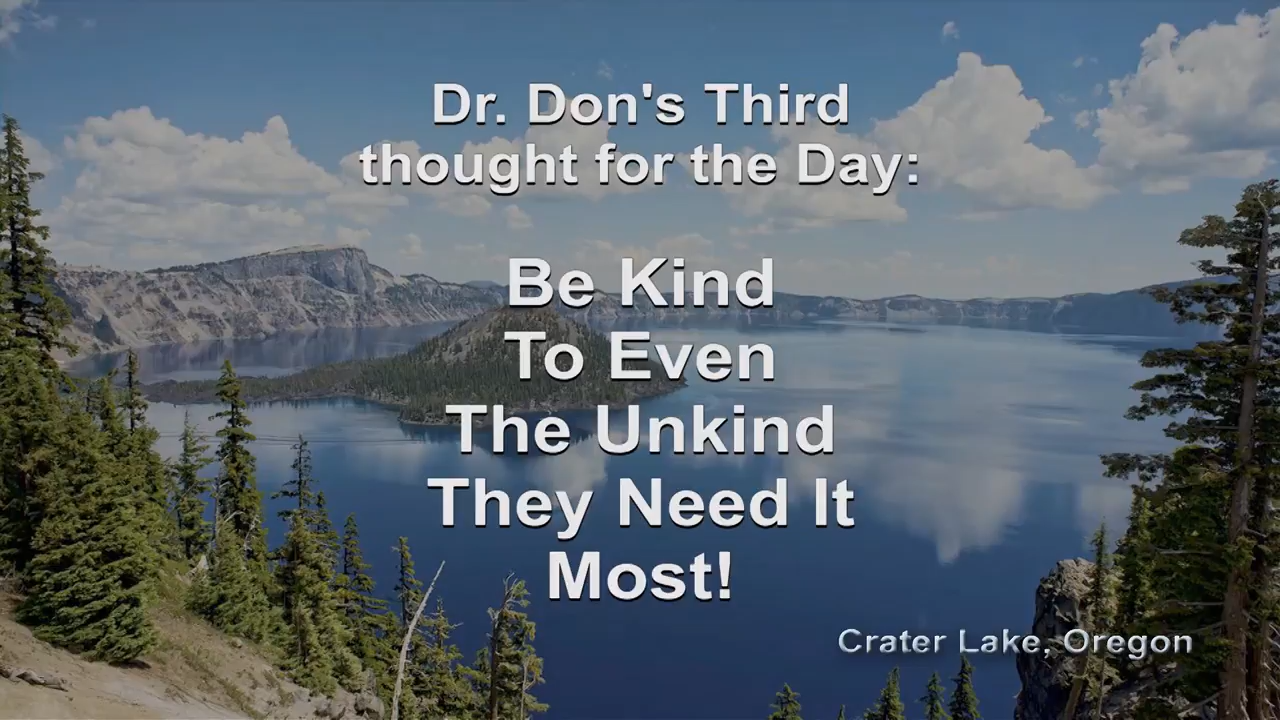 Dr. Don's Third
thought for the Day:
Be Kind
To Even
The Unkind
They Need It
Most!
Crater Lake, Oregon